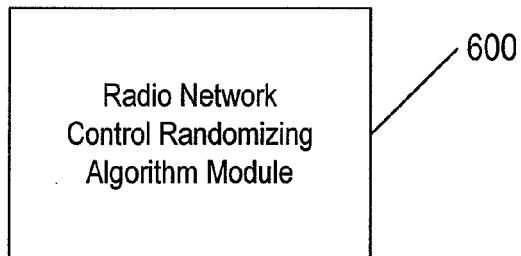 Radio Network
Control Randomizing
Algorithm Module
600